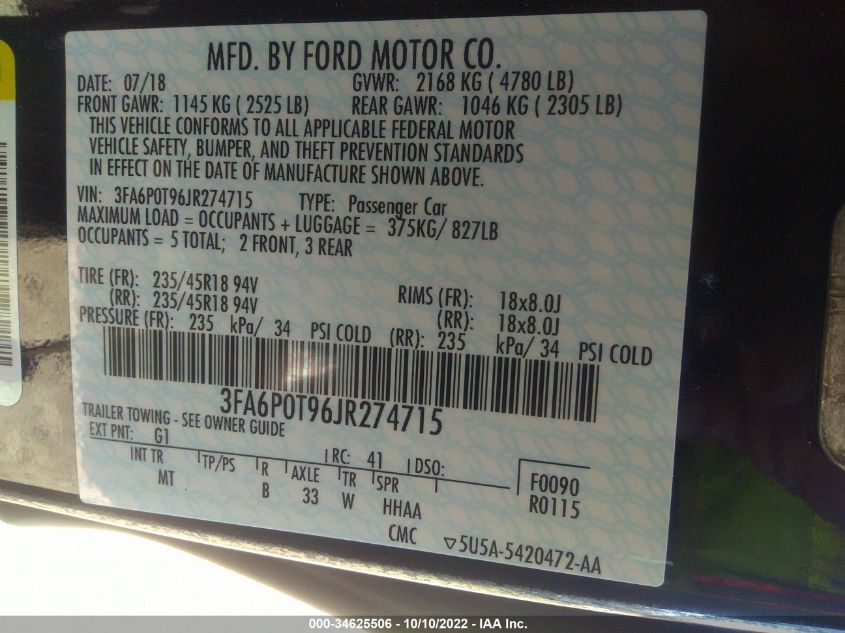 MFD. BY FORD MOTOR CO.
DATE: 07/18 GVWR: 2168 KG ( 4780 LB)
FRONT GAWR: 1145 KG ( 2525 LB) REAR GAWR: 1046 KG ( 2305 LB)
THIS VEHICLE CONFORMS TO ALL APPLICABLE FEDERAL MOTOR
VEHICLE SAFETY, BUMPER, AND THEFT PREVENTION STANDARDS
IN EFFECT ON THE DATE OF MANUFACTURE SHOWN ABOVE.
VIN: 3FA6P0T96JR274715 TYPE: Passenger Car
MAXIMUM LOAD = OCCUPANTS + LUGGAGE = 375KG/ 827LB
OCCUPANTS = 5 TOTAL; 2 FRONT, 3 REAR
TIRE (FR): 235/45R18 94V RIMS (FR): 18x8.0J
(RR): 235/45R18 94V (RR): 18x8.0J
PRESSURE (FR): 235 kPa/ 34 PSI COLD (RR): 235 kPa/ 34 PSI COLD
3FA6P0T96JR274715
TRAILER TOWING - SEE OWNER GUIDE
EXT PNT: G1 RC: 41 DSO:
INT TR TP/PS R AXLE TR SPR F0090
MT B 33 W HHAA R0115
CMC ▽5U5A-5420472-AA
000-34625506 - 10/10/2022 - IAA Inc.